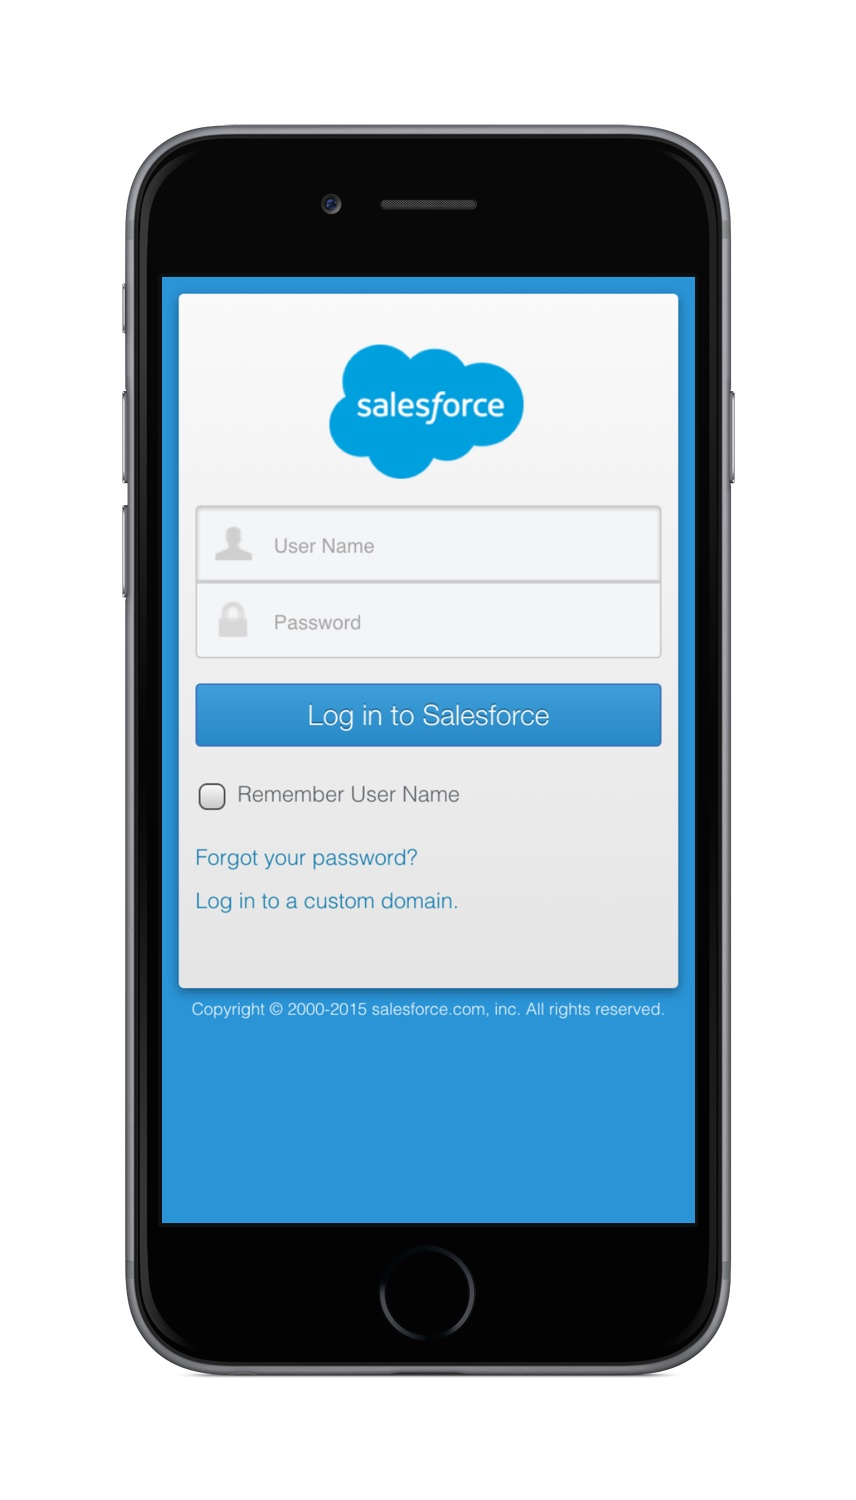 salesforce
User Name
Password
Log in to Salesforce
Remember User Name
Forgot your password?
Log in to a custom domain.
Copyright © 2000-2015 salesforce.com, inc. All rights reserved.